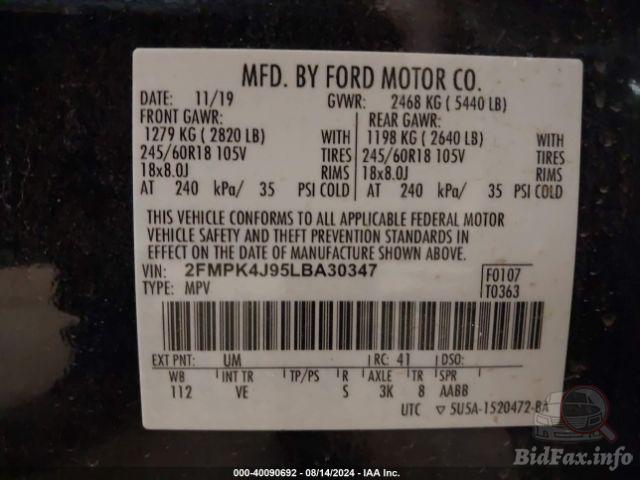 MFD. BY FORD MOTOR CO.
DATE: 11/19 GVWR: 2468 KG ( 5440 LB)
FRONT GAWR: REAR GAWR:
1279 KG ( 2820 LB) WITH 1198 KG ( 2640 LB) WITH
245/60R18 105V TIRES 245/60R18 105V TIRES
18x8.0J RIMS 18x8.0J RIMS
AT 240 kPa/ 35 PSI COLD AT 240 kPa/ 35 PSI COLD
THIS VEHICLE CONFORMS TO ALL APPLICABLE FEDERAL MOTOR
VEHICLE SAFETY AND THEFT PREVENTION STANDARDS IN
EFFECT ON THE DATE OF MANUFACTURE SHOWN ABOVE.
VIN: 2FMPK4J95LBA30347 F0107
TYPE: MPV T0363
EXT PNT: UM RC: 41 DSO:
WB INT TR TP/PS R AXLE TR SPR
112 VE S 3K 8 AABB
UTC ▽ 5U5A-1520472-BA
000-40090692 - 08/14/2024 - IAA Inc.
BidFax.info